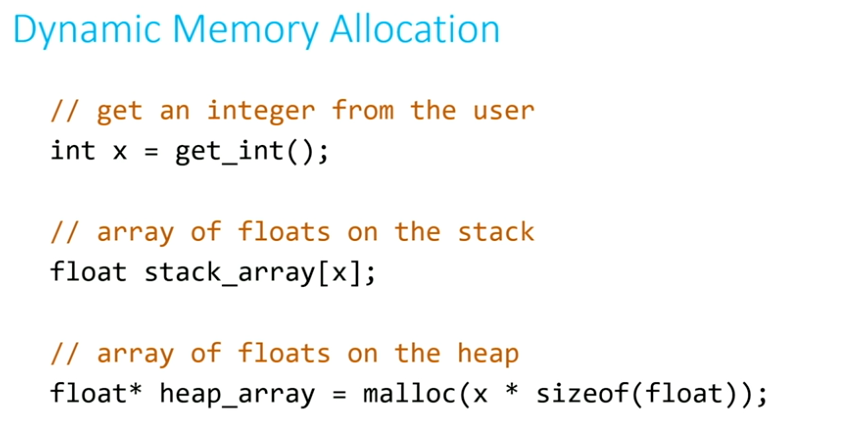 Dynamic Memory Allocation
// get an integer from the user
int x = get_int();
// array of floats on the stack
float stack_array[x];
// array of floats on the heap
float* heap_array = malloc(x * sizeof(float));